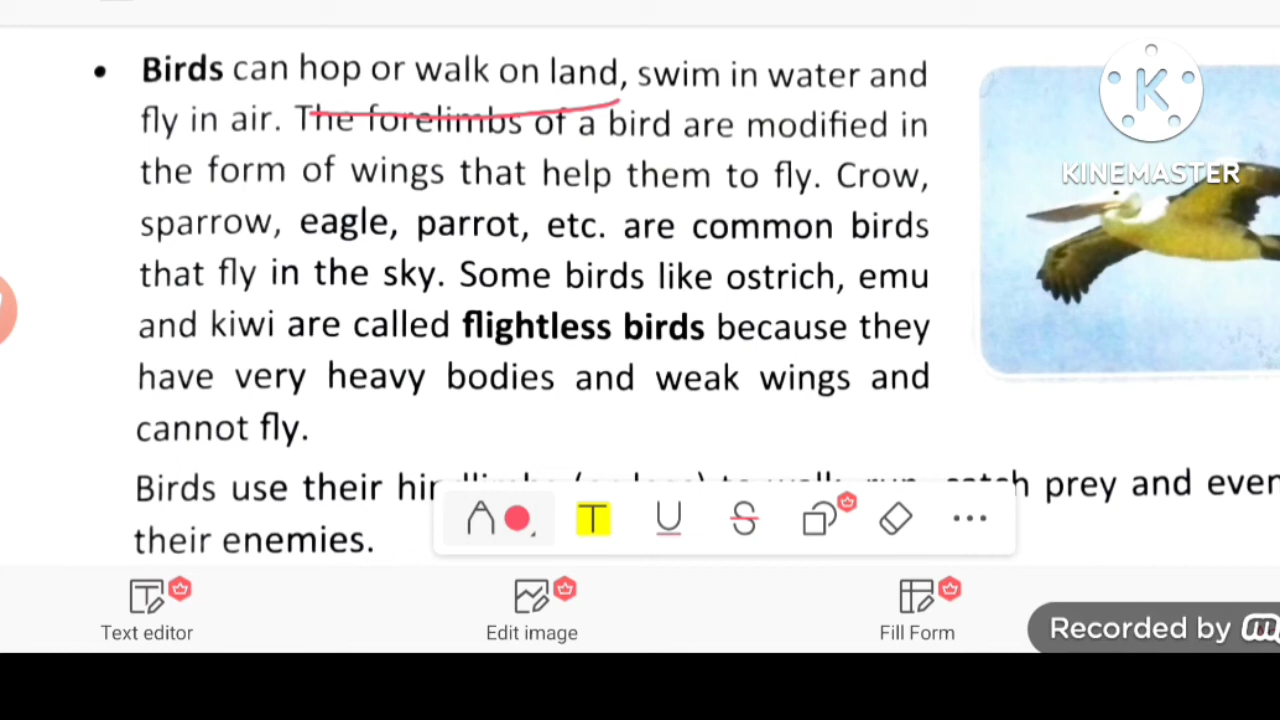 Birds can hop or walk on land, swim in water and
fly in air. The forelimbs of a bird are modified in
the form of wings that help them to fly. Crow,
sparrow, eagle, parrot, etc. are common birds
that fly in the sky. Some birds like ostrich, emu
and kiwi are called flightless birds because they
have very heavy bodies and weak wings and
cannot fly.
Birds use their prey and even
their enemies.
KINEMASTER
Text editor
Edit image
Fill Form
Recorded by